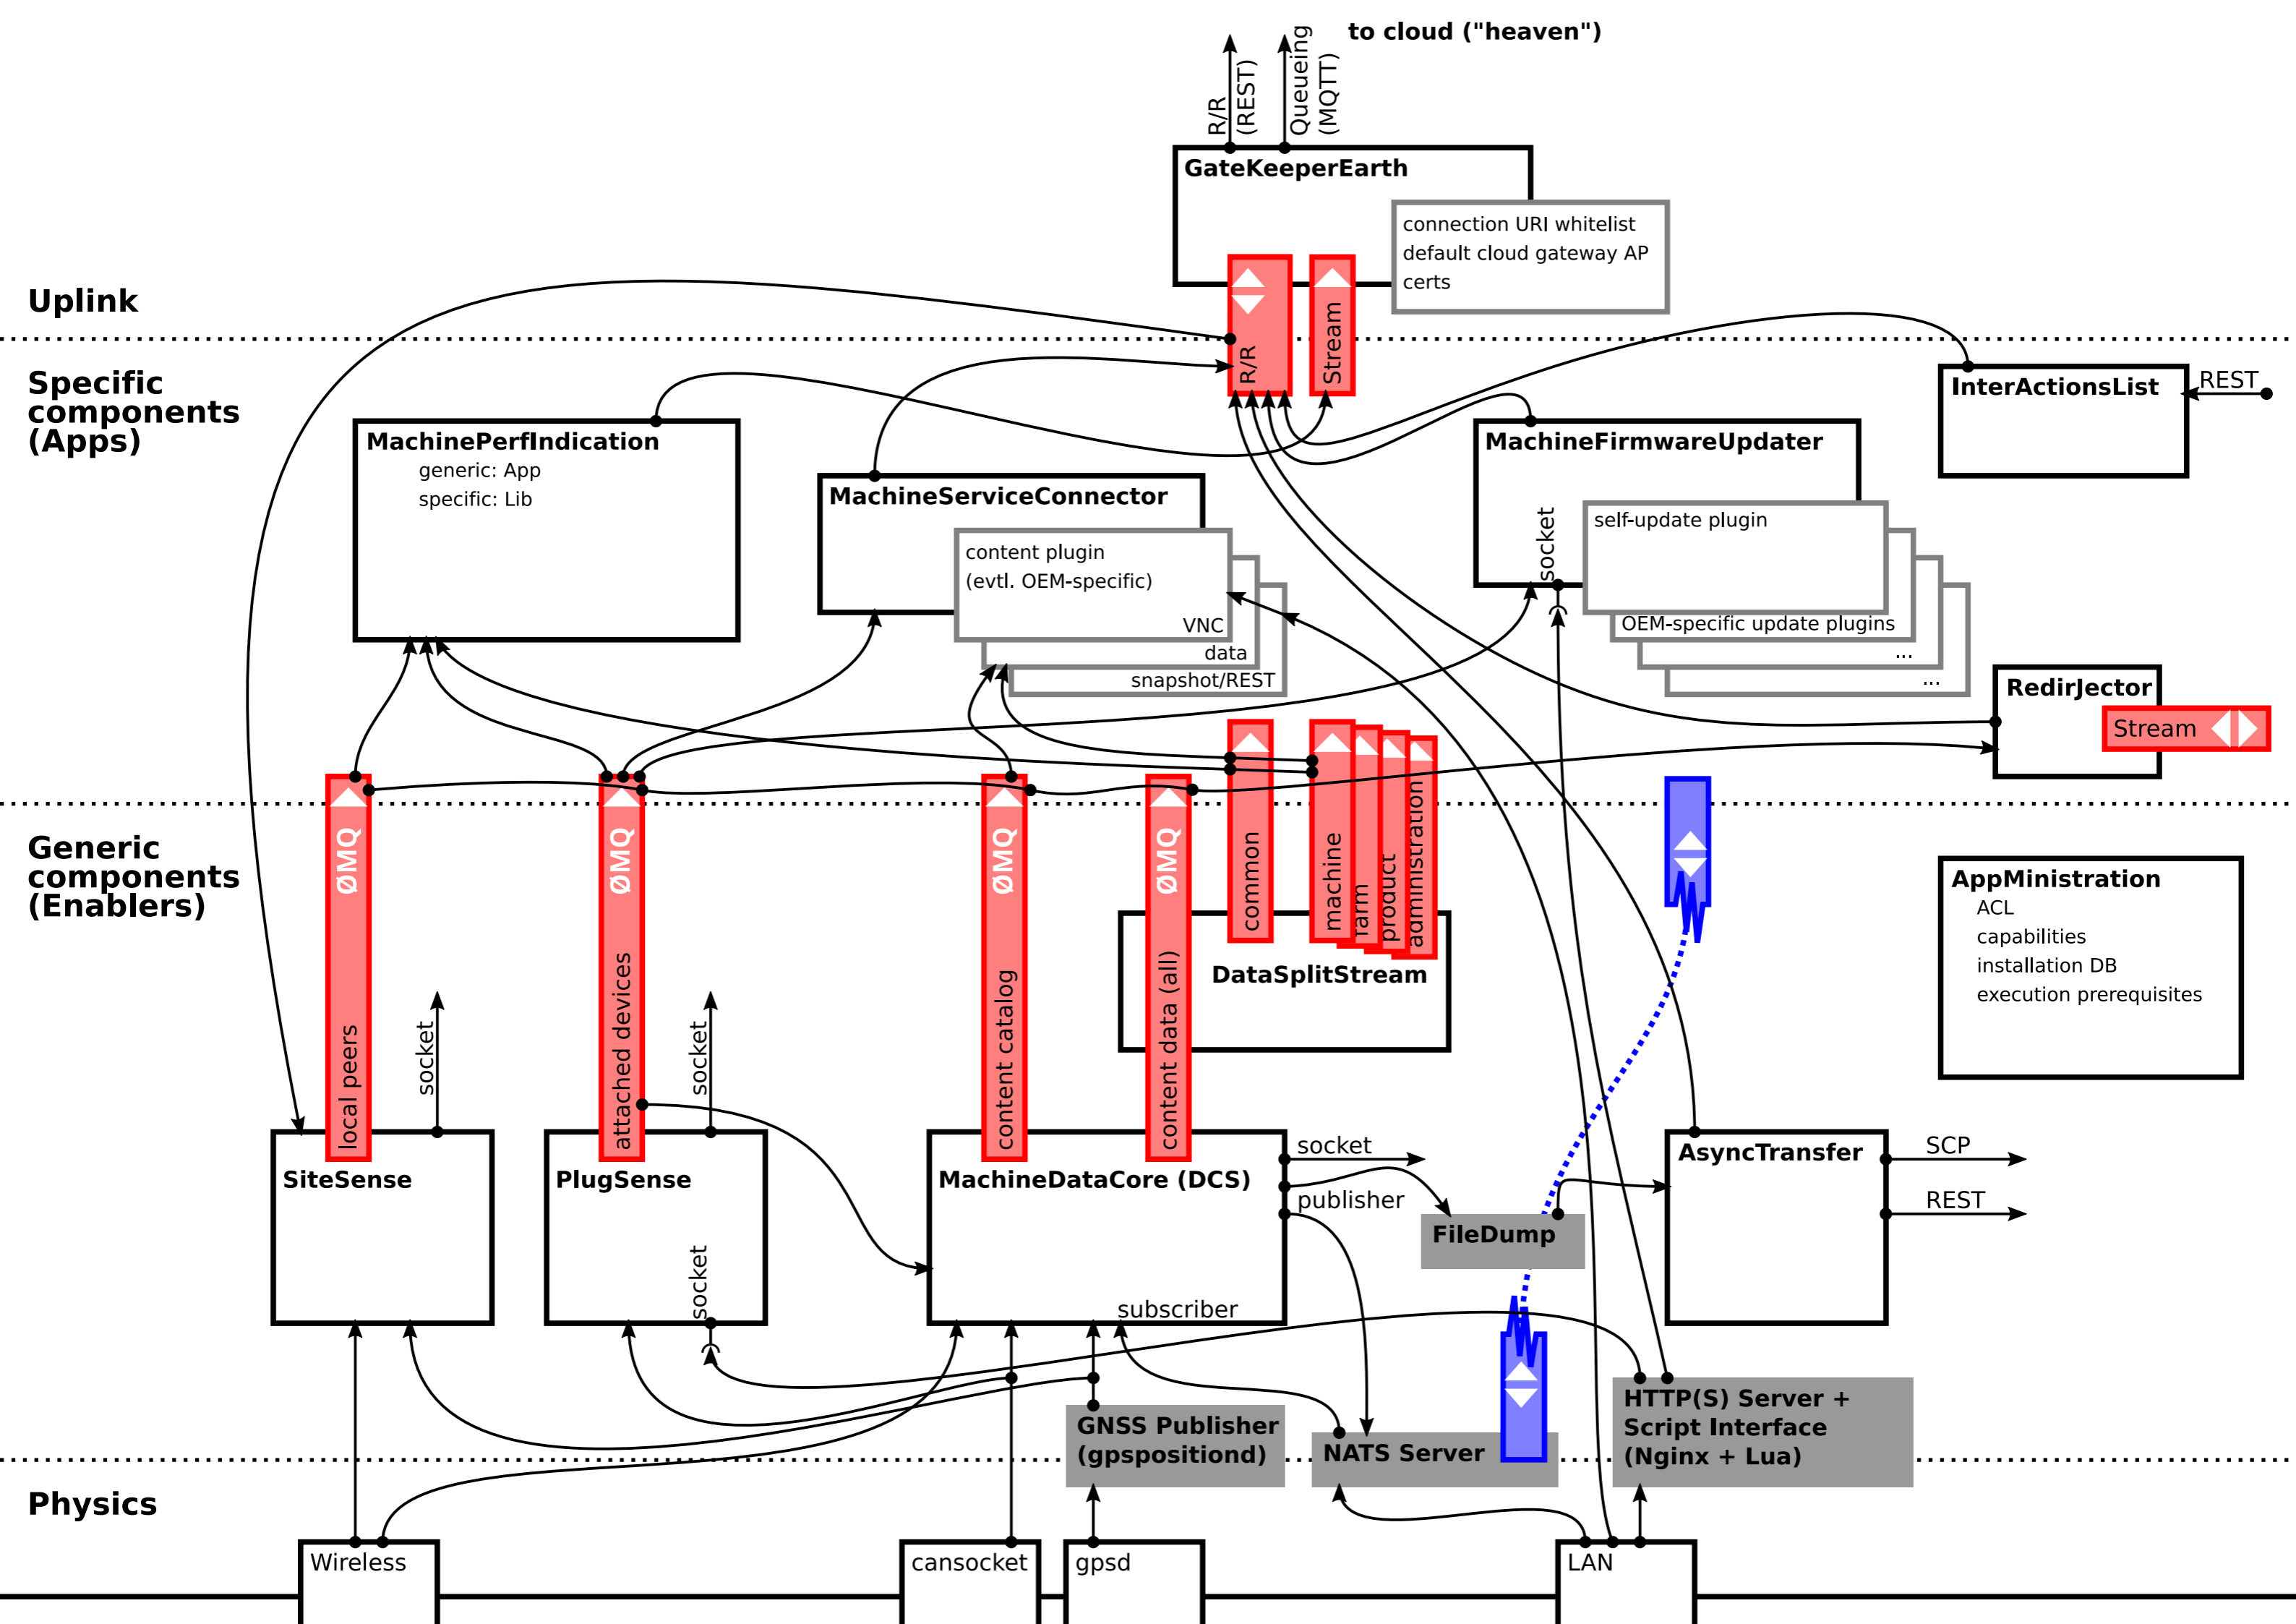 to cloud ("heaven")
R/R
(REST)
Queueing
(MQTT)
GateKeeperEarth
connection URI whitelist
default cloud gateway AP
certs
Uplink
R/R
Stream
Specific
components
(Apps)
InterActionsList
REST
MachinePerfIndication
generic: App
specific: Lib
MachineServiceConnector
content plugin
(evtl. OEM-specific)
VNC
data
snapshot/REST
MachineFirmwareUpdater
socket
self-update plugin
OEM-specific update plugins
...
...
RedirJector
Stream
Generic
components
(Enablers)
ØMQ
local peers
ØMQ
attached devices
ØMQ
content catalog
ØMQ
content data (all)
common
machine
farm
product
administration
DataSplitStream
AppMinistration
ACL
capabilities
installation DB
execution prerequisites
socket
socket
SiteSense
PlugSense
socket
MachineDataCore (DCS)
subscriber
socket
publisher
FileDump
AsyncTransfer
SCP
REST
GNSS Publisher
(gpspositiond)
NATS Server
HTTP(S) Server +
Script Interface
(Nginx + Lua)
Physics
Wireless
cansocket
gpsd
LAN